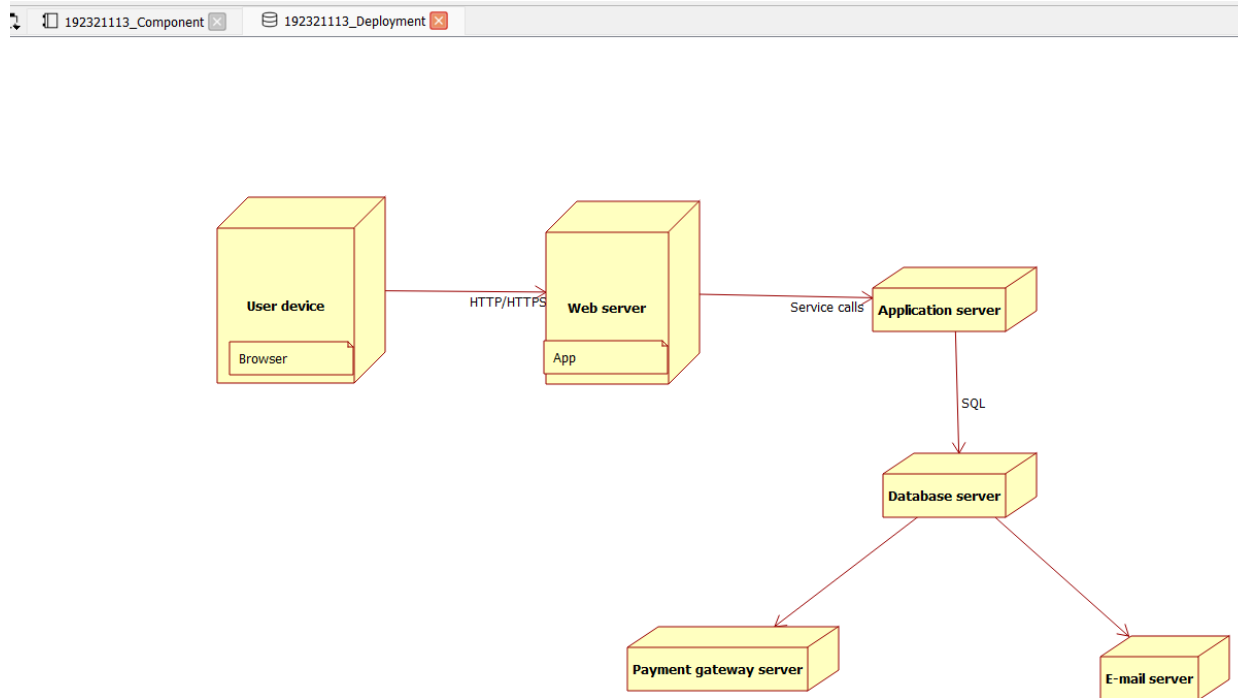 192321113_Component
192321113_Deployment
User device
Browser
HTTP/HTTPS
Web server
App
Service calls
Application server
SQL
Database server
Payment gateway server
E-mail server